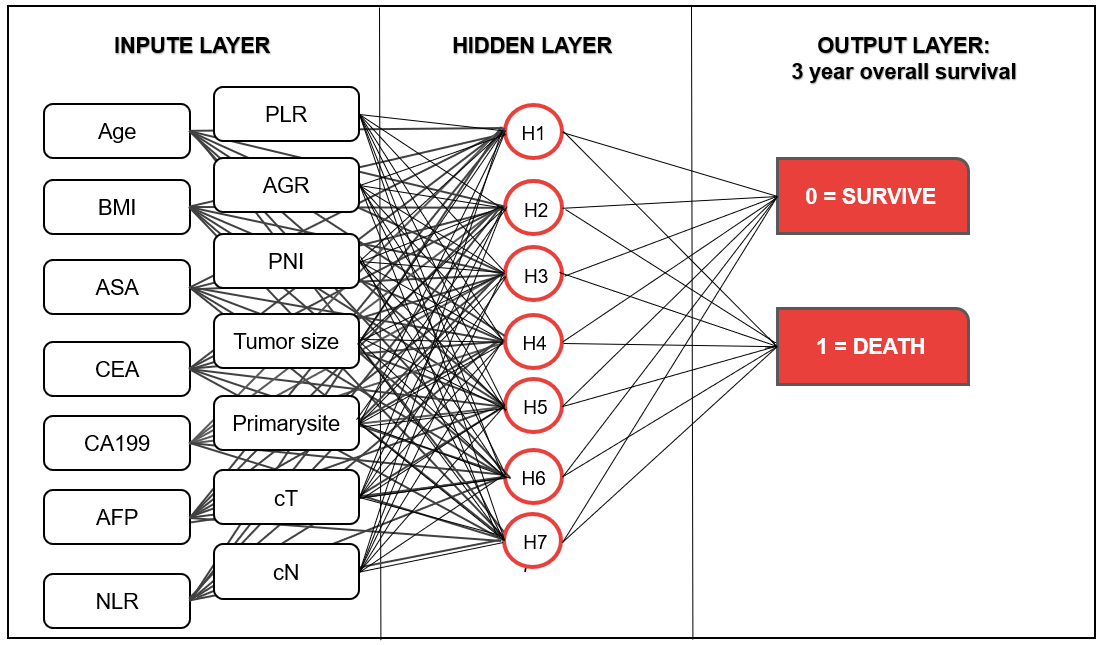 INPUTE LAYER
Age
BMI
ASA
CEA
CA199
AFP
NLR
PLR
AGR
PNI
Tumor size
Primarysite
cT
cN
HIDDEN LAYER
H1
H2
H3
H4
H5
H6
H7
OUTPUT LAYER:
3 year overall survival
0 = SURVIVE
1 = DEATH